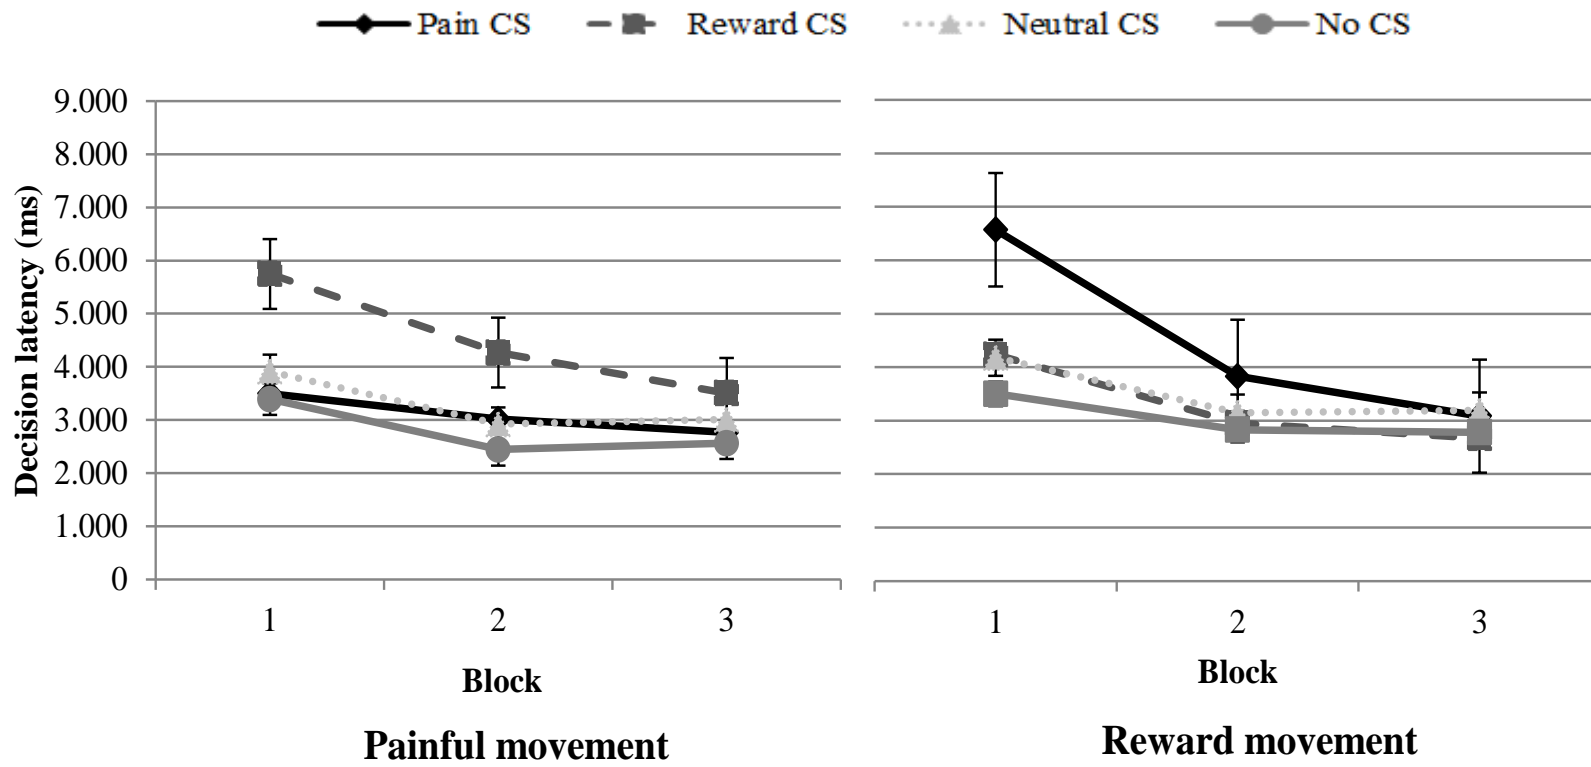 Pain CS Reward CS Neutral CS No CS
9.000
8.000
7.000
6.000
5.000
4.000
3.000
2.000
1.000
0
Decision latency (ms)
1 2 3
Block
Painful movement
1 2 3
Block
Reward movement